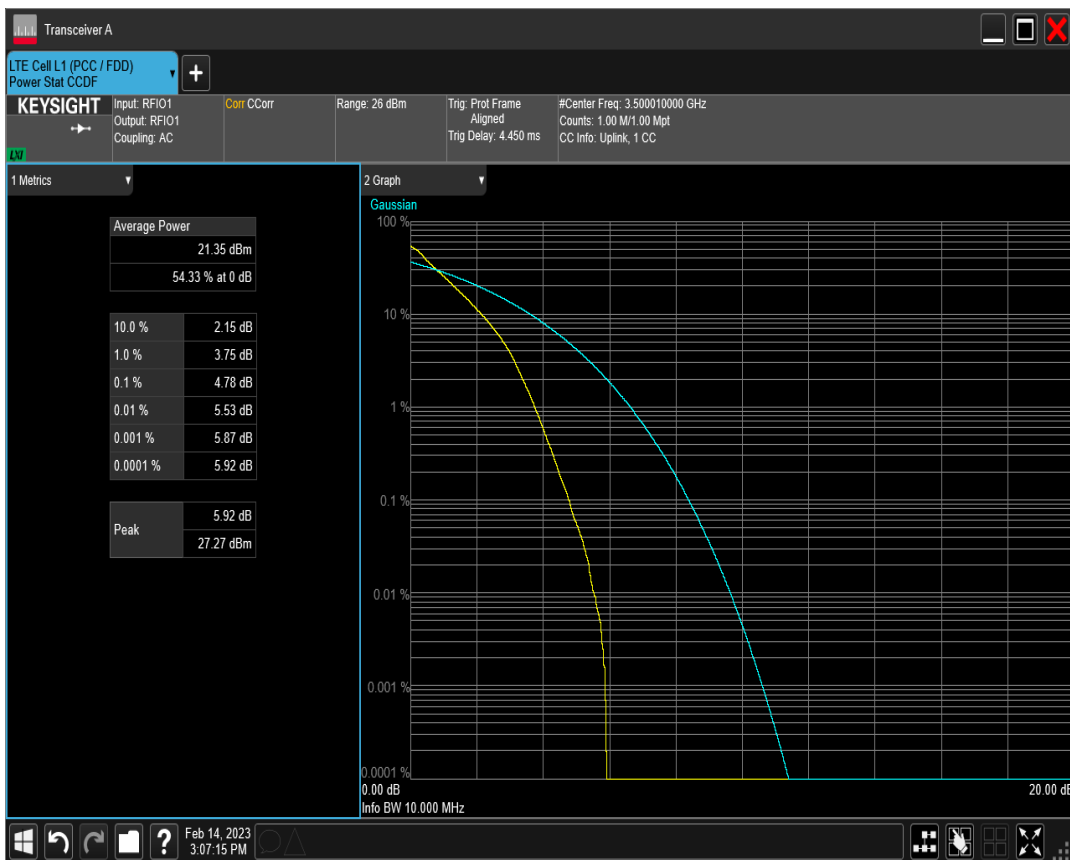 Transceiver A
LTE Cell L1 (PCC / FDD)
Power Stat CCDF
KEYSIGHT
LXI
Input: RFIO1
Output: RFIO1
Coupling: AC
Corr CCorr
Range: 26 dBm
Trig: Prot Frame
Aligned
Trig Delay: 4.450 ms
#Center Freq: 3.500010000 GHz
Counts: 1.00 M/1.00 Mpt
CC Info: Uplink, 1 CC
1 Metrics
Average Power
21.35 dBm
54.33 % at 0 dB
10.0 % 2.15 dB
1.0 % 3.75 dB
0.1 % 4.78 dB
0.01 % 5.53 dB
0.001 % 5.87 dB
0.0001 % 5.92 dB
Peak
5.92 dB
27.27 dBm
2 Graph
Gaussian
100 %
10 %
1 %
0.1 %
0.01 %
0.001 %
0.0001 %
0.00 dB 20.00 dB
Info BW 10.000 MHz
?
Feb 14, 2023
3:07:15 PM